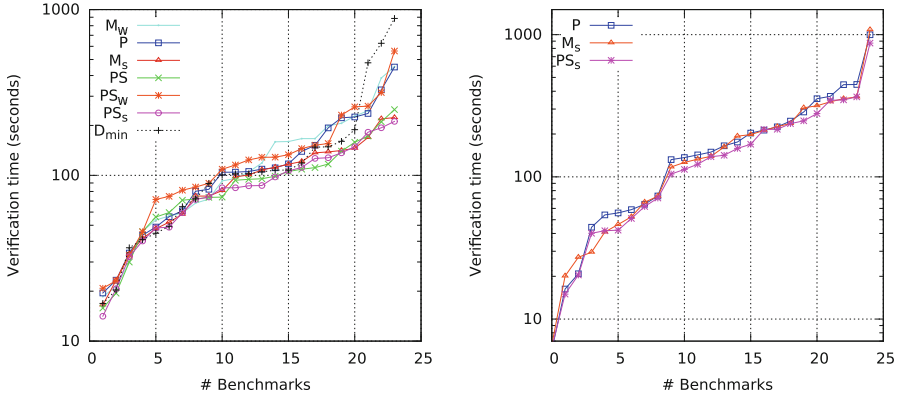 Verification time (seconds)
1000
100
10
M_W
P
M_S
PS
PS_W
PS_S
D_min
0 5 10 15 20 25
# Benchmarks
Verification time (seconds)
1000
100
10
P
M_S
PS_S
0 5 10 15 20 25
# Benchmarks